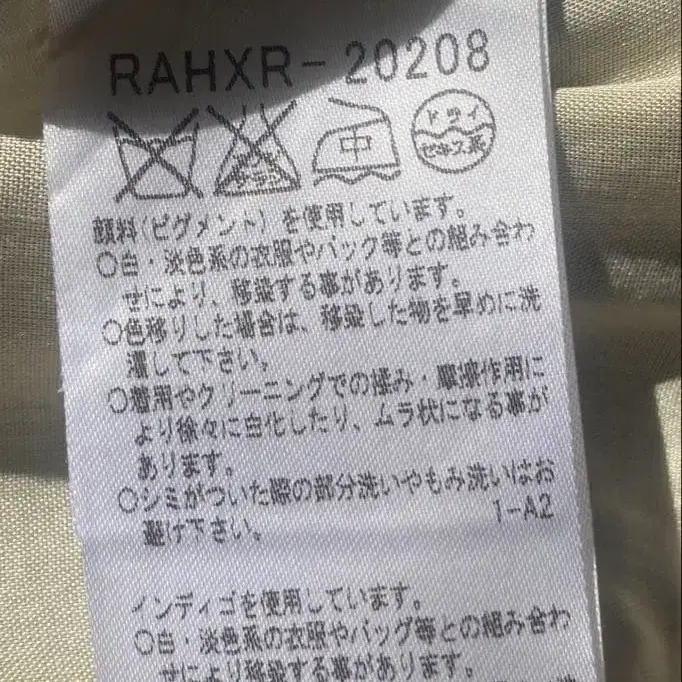 RAHXR-20208
中
ドライ
セキユ系
顔料(ピグメント)を使用しています。
○白・淡色系の衣服やバック等との組み合わ
せにより、移染する事があります。
○色移りした場合は、移染した物を早めに洗
濯して下さい。
○着用やクリーニングでの揉み・摩擦作用に
より徐々に白化したり、ムラ状になる事が
あります。
○シミがついた際の部分洗いやもみ洗いはお
避け下さい。
1-A2
インディゴを使用しています。
○白・淡色系の衣服やバッグ等との組み合わ
せにより移染する事があります。